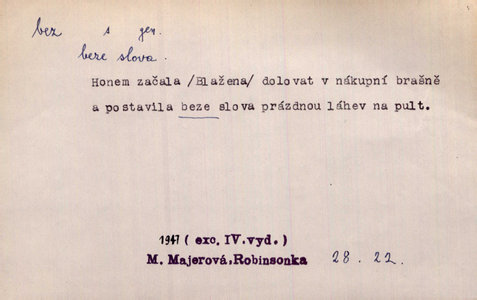 bez s gen.
beze slova.
Honem začala /Blažena/ dolovat v nákupní brašně
a postavila beze slova prázdnou láhev na pult.
1947 ( exc. IV.vyd. )
M. Majerová,Robinsonka 28. 22.